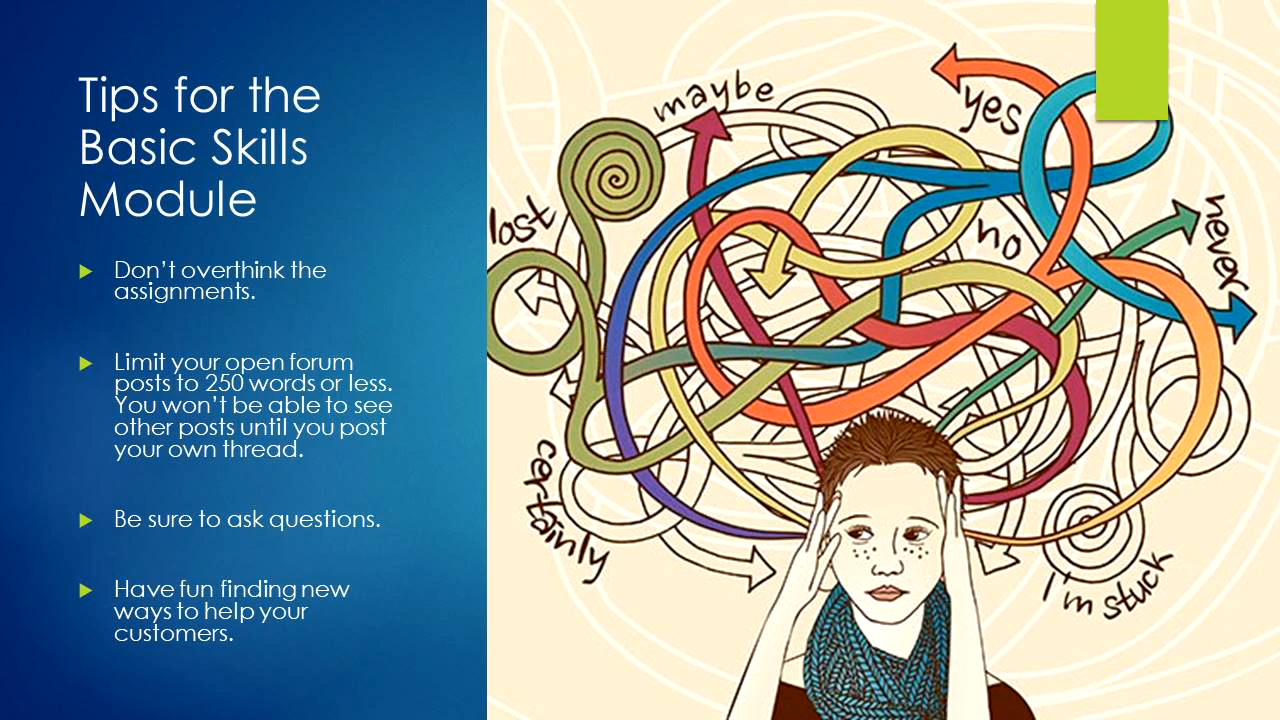 Tips for the
Basic Skills
Module
Don’t overthink the
assignments.
Limit your open forum
posts to 250 words or less.
You won’t be able to see
other posts until you post
your own thread.
Be sure to ask questions.
Have fun finding new
ways to help your
customers.
maybe
yes
lost
no
never
certainly
I'm stuck